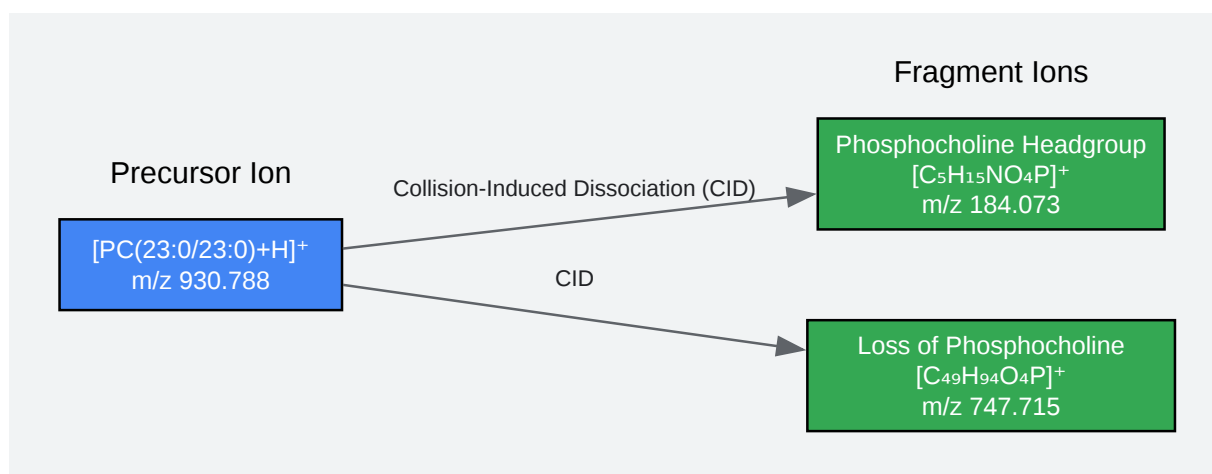 Precursor Ion
[PC(23:0/23:0)+H]⁺
m/z 930.788
Collision-Induced Dissociation (CID)
CID
Fragment Ions
Phosphocholine Headgroup
[C₅H₁₅NO₄P]⁺
m/z 184.073
Loss of Phosphocholine
[C₄₉H₉₄O₄P]⁺
m/z 747.715